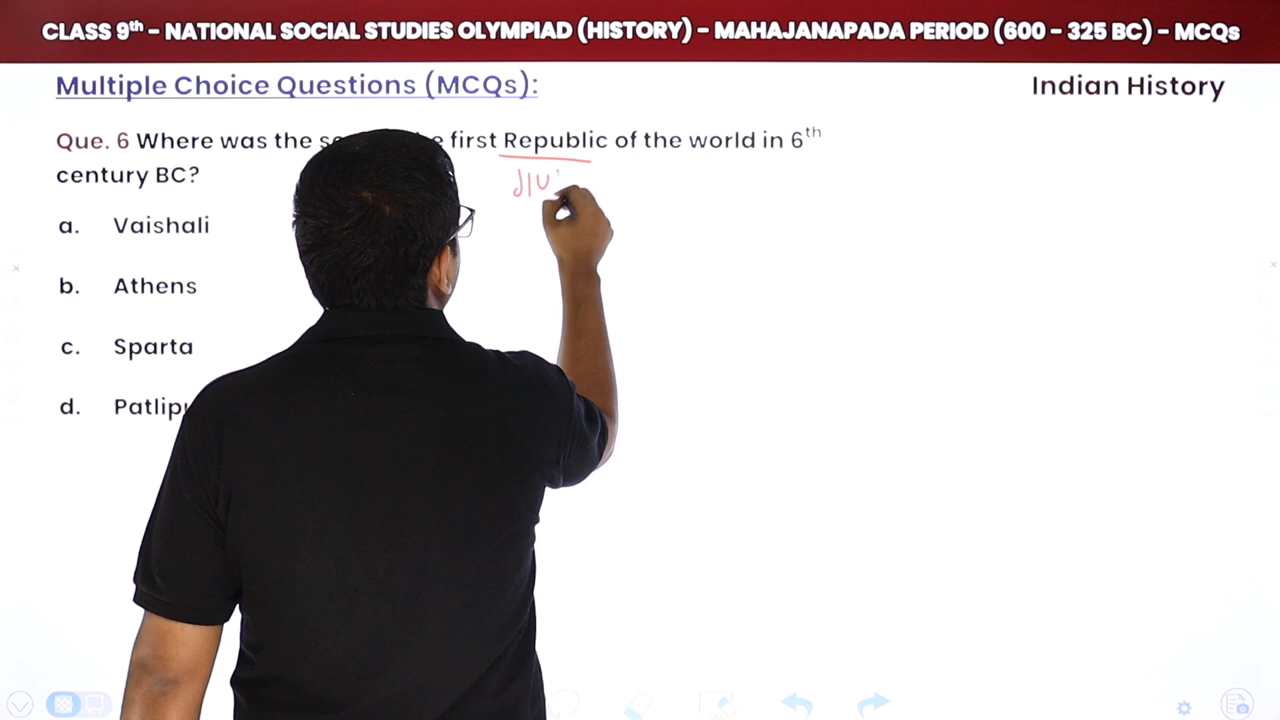 CLASS 9th – NATIONAL SOCIAL STUDIES OLYMPIAD (HISTORY) – MAHAJANAPADA PERIOD (600 – 325 BC) – MCQs
Multiple Choice Questions (MCQs):
Indian History
Que. 6 Where was the first Republic of the world in 6th
century BC?
a. Vaishali
b. Athens
c. Sparta
d.